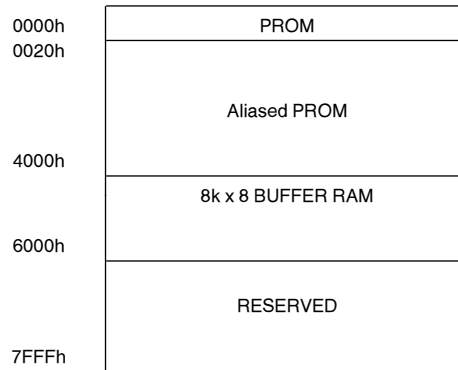 0000h PROM
0020h
Aliased PROM
4000h
8k x 8 BUFFER RAM
6000h
RESERVED
7FFFh